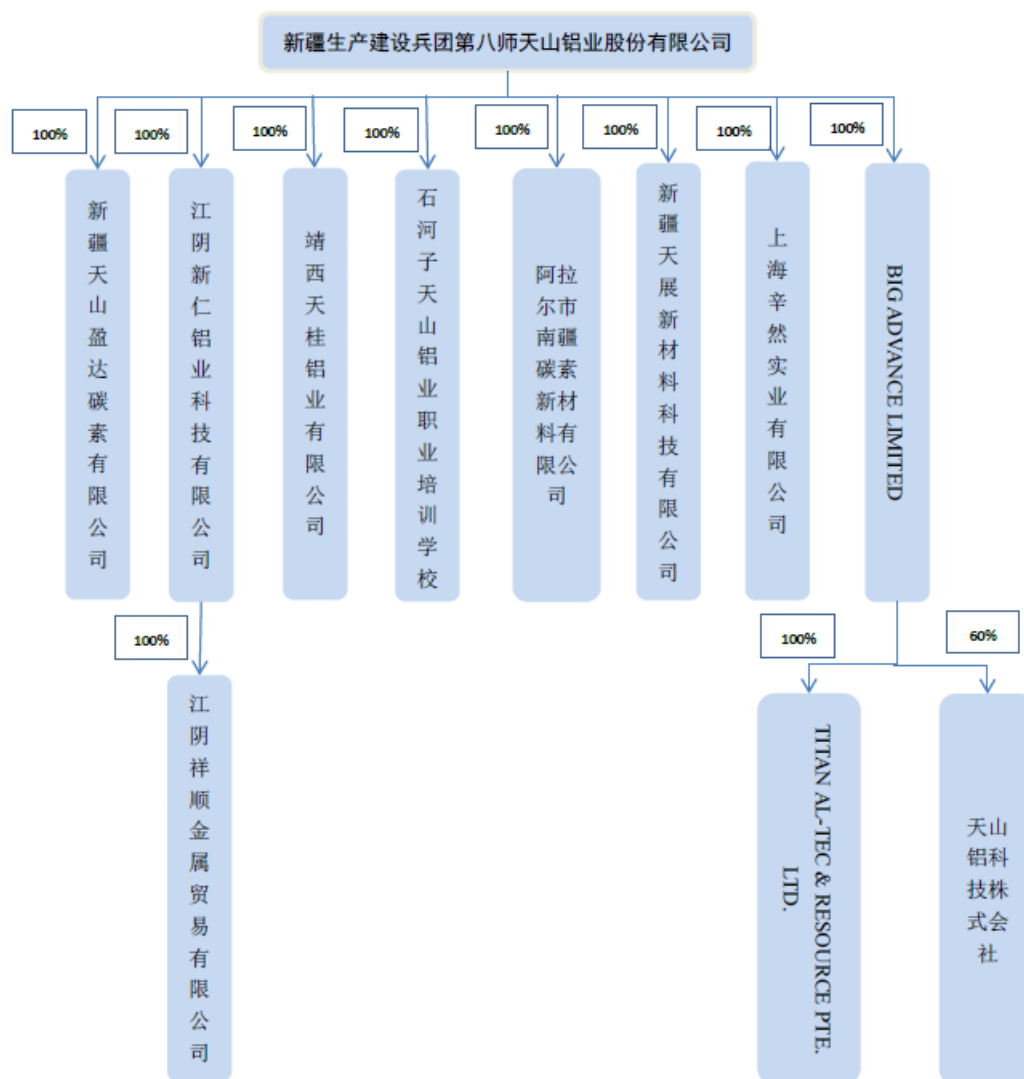 新疆生产建设兵团第八师天山铝业股份有限公司
100%
100%
100%
100%
100%
100%
100%
100%
新疆天山盈达碳素有限公司
江阴新仁铝业科技有限公司
靖西天桂铝业有限公司
石河子天山铝业职业培训学校
阿拉
尔市
南疆
碳素
新材
料有
限公
司
新疆天展新材料科技有限公司
上海辛然实业有限公司
BIG ADVANCE LIMITED
100%
100%
60%
江阴祥顺金属贸易有限公司
TITAN AL-TEC & RESOURCE PTE.
LTD.
天山
铝科
技株
式会
社